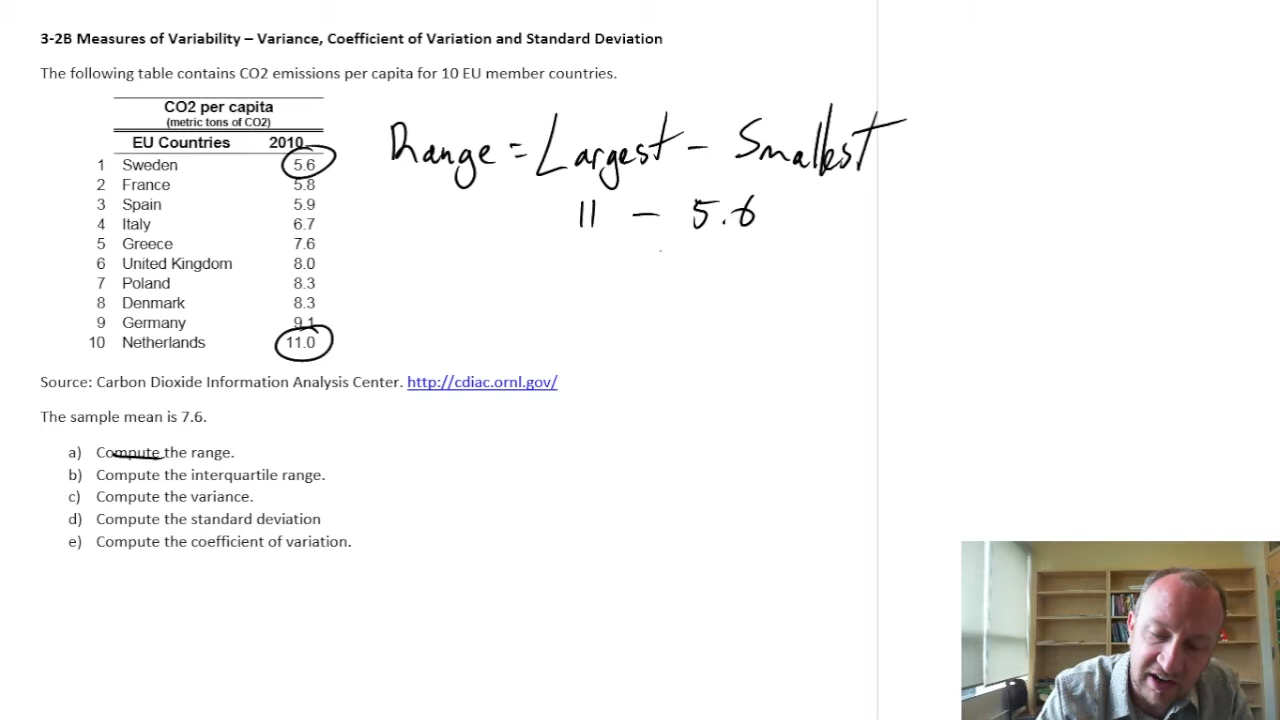 3-2B Measures of Variability – Variance, Coefficient of Variation and Standard Deviation
The following table contains CO2 emissions per capita for 10 EU member countries.
CO2 per capita
(metric tons of CO2)
EU Countries 2010
1 Sweden 5.6
2 France 5.8
3 Spain 5.9
4 Italy 6.7
5 Greece 7.6
6 United Kingdom 8.0
7 Poland 8.3
8 Denmark 8.3
9 Germany 9.1
10 Netherlands 11.0
Range = Largest – Smallest
11 – 5.6
Source: Carbon Dioxide Information Analysis Center. http://cdiac.ornl.gov/
The sample mean is 7.6.
a) Compute the range.
b) Compute the interquartile range.
c) Compute the variance.
d) Compute the standard deviation
e) Compute the coefficient of variation.